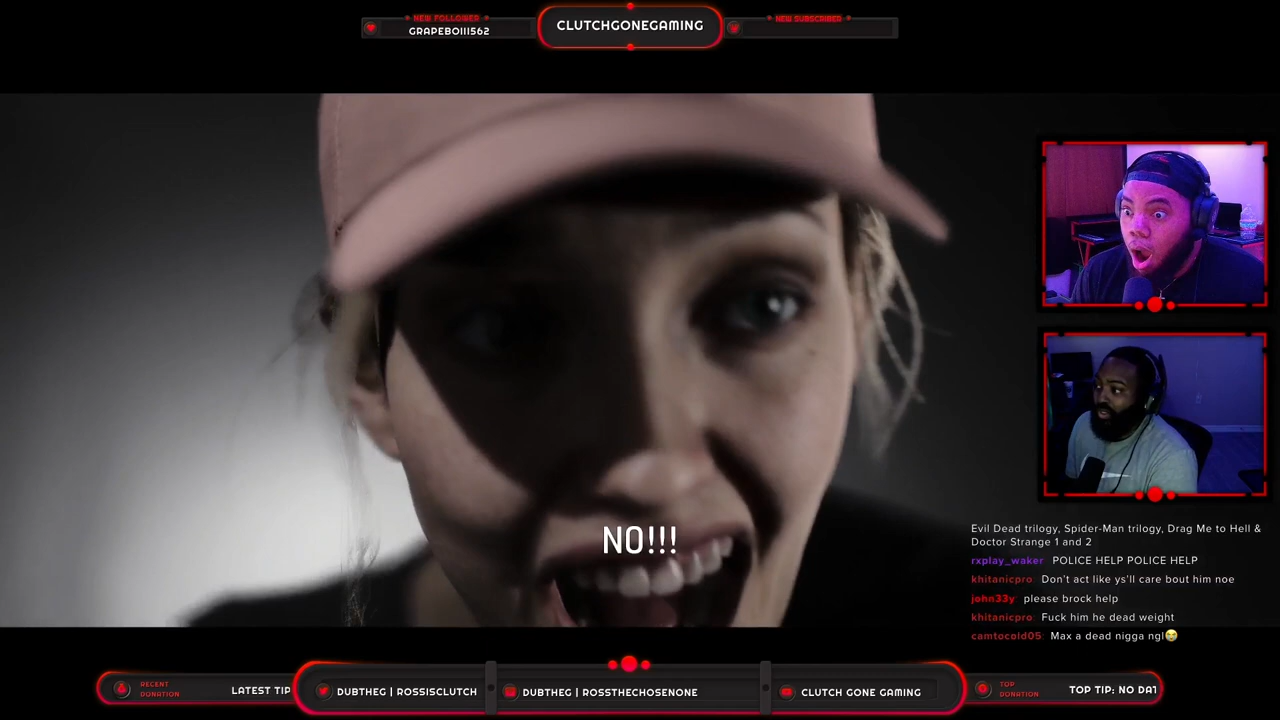 NEW FOLLOWER
GRAPEBOIII562
CLUTCHGONEGAMING
NEW SUBSCRIBER
NO!!!
Evil Dead trilogy, Spider-Man trilogy, Drag Me to Hell &
Doctor Strange 1 and 2
rxplay_waker POLICE HELP POLICE HELP
khitanicpro Don't act like ys'll care bout him noe
john33y please brock help
khitanicpro Fuck him he dead weight
camtocold05 Max a dead nigga ngl😭
RECENT
DONATION
LATEST TIP
DUBTHEG | ROSSISCLUTCH
DUBTHEG | ROSSTHECHOSENONE
CLUTCH GONE GAMING
TOP
DONATION
TOP TIP: NO DAT